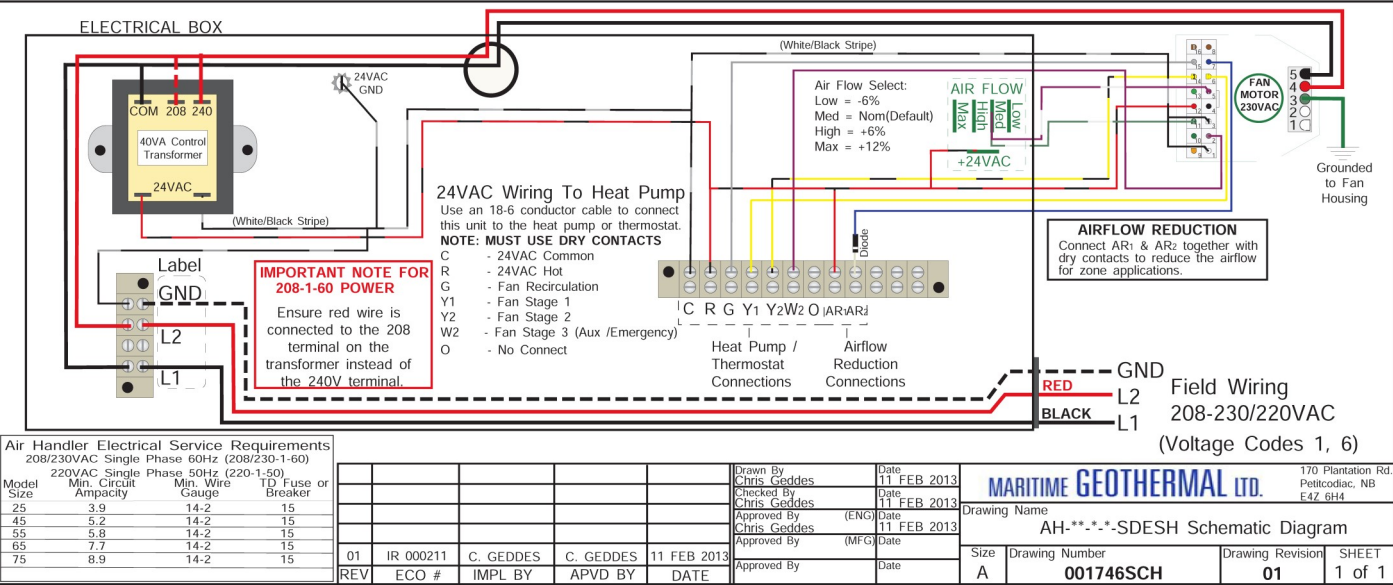 ELECTRICAL BOX
24VAC
GND
(White/Black Stripe)
COM 208 240
40VA Control
Transformer
24VAC
(White/Black Stripe)
Air Flow Select:
Low = -6%
Med = Nom(Default)
High = +6%
Max = +12%
AIR FLOW
Max
High
Med
Low
+24VAC
FAN
MOTOR
230VAC
5
4
3
2
1
Grounded
to Fan
Housing
24VAC Wiring To Heat Pump
Use an 18-6 conductor cable to connect
this unit to the heat pump or thermostat.
NOTE: MUST USE DRY CONTACTS
C - 24VAC Common
R - 24VAC Hot
G - Fan Recirculation
Y1 - Fan Stage 1
Y2 - Fan Stage 2
W2 - Fan Stage 3 (Aux /Emergency)
O - No Connect
Diode
AIRFLOW REDUCTION
Connect AR1 & AR2 together with
dry contacts to reduce the airflow
for zone applications.
Label
GND
L2
L1
IMPORTANT NOTE FOR
208-1-60 POWER
Ensure red wire is
connected to the 208
terminal on the
transformer instead of
the 240V terminal.
C R G Y1 Y2 W2 O AR1 AR2
Heat Pump /
Thermostat
Connections
Airflow
Reduction
Connections
GND
RED
L2
BLACK
L1
Field Wiring
208-230/220VAC
(Voltage Codes 1, 6)
Air Handler Electrical Service Requirements
208/230VAC Single Phase 60Hz (208/230-1-60)
220VAC Single Phase 50Hz (220-1-50)
Model Size Min. Circuit Ampacity Min. Wire Gauge TD Fuse or Breaker
25 3.9 14-2 15
45 5.2 14-2 15
55 5.8 14-2 15
65 7.7 14-2 15
75 8.9 14-2 15
01 IR 000211 C. GEDDES C. GEDDES 11 FEB 2013
REV ECO # IMPL BY APVD BY DATE
Drawn By Date
Chris Geddes 11 FEB 2013
Checked By Date
Chris Geddes 11 FEB 2013
Approved By (ENG) Date
Chris Geddes 11 FEB 2013
Approved By (MFG) Date
Approved By Date
MARITIME GEOTHERMAL LTD.
170 Plantation Rd.
Petitcodiac, NB
E4Z 6H4
Drawing Name
AH-**-*-*-SDESH Schematic Diagram
Size Drawing Number Drawing Revision SHEET
A 001746SCH 01 1 of 1